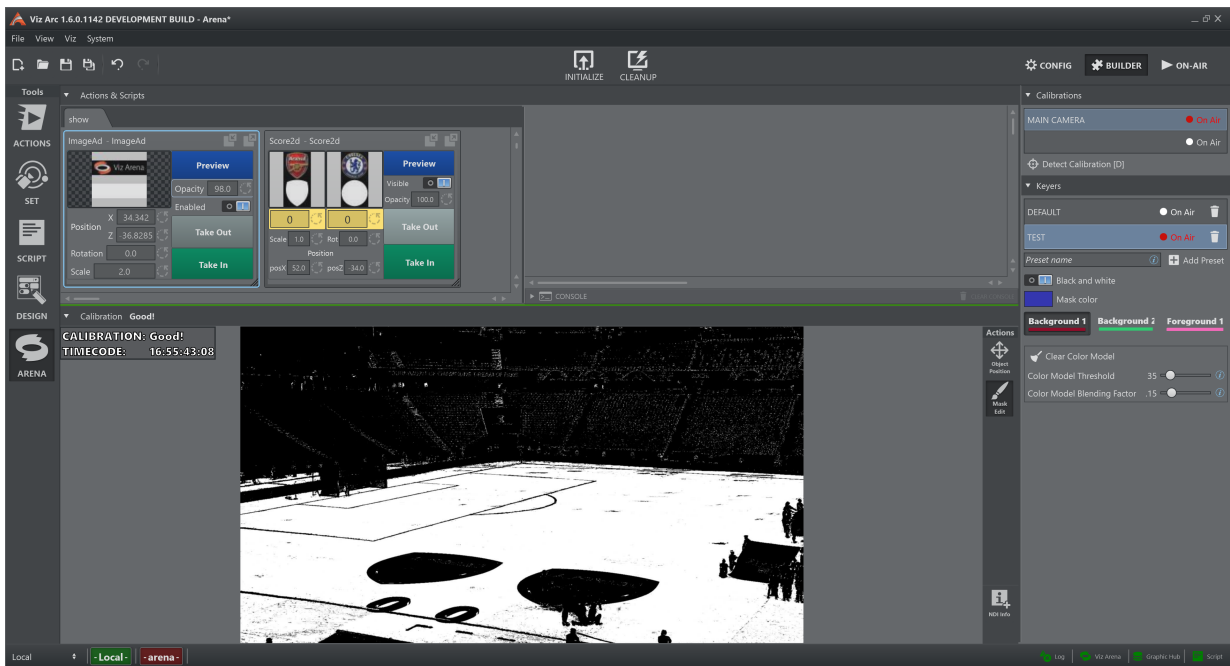 Viz Arc 1.6.0.1142 DEVELOPMENT BUILD - Arena*
File View Viz System
INITIALIZE CLEANUP
CONFIG BUILDER ON-AIR
Tools
ACTIONS
SET
SCRIPT
DESIGN
ARENA
Actions & Scripts
show
ImageAd - ImageAd
Viz Arena
Preview
Opacity 98.0
Enabled
Position X 34.342
Z -36.8285
Take Out
Rotation 0.0
Scale 2.0
Take In
Score2d - Score2d
Arsenal
Preview
Visible
Opacity 100.0
0 0
Take Out
Scale 1.0 Rot 0.0
Position
posX 52.0 posZ -34.0
Take In
CONSOLE
Calibration Good!
CALIBRATION: Good!
TIMECODE: 16:55:43:08
Actions
Object
Position
Mask
Edit
NDI Info
Calibrations
MAIN CAMERA On Air
On Air
Detect Calibration [D]
Keyers
DEFAULT On Air
TEST On Air
Preset name Add Preset
Black and white
Mask color
Background 1 Background 2 Foreground 1
Clear Color Model
Color Model Threshold 35
Color Model Blending Factor .15
Local -Local- -arena-
Log Viz Arena Graphic Hub Script